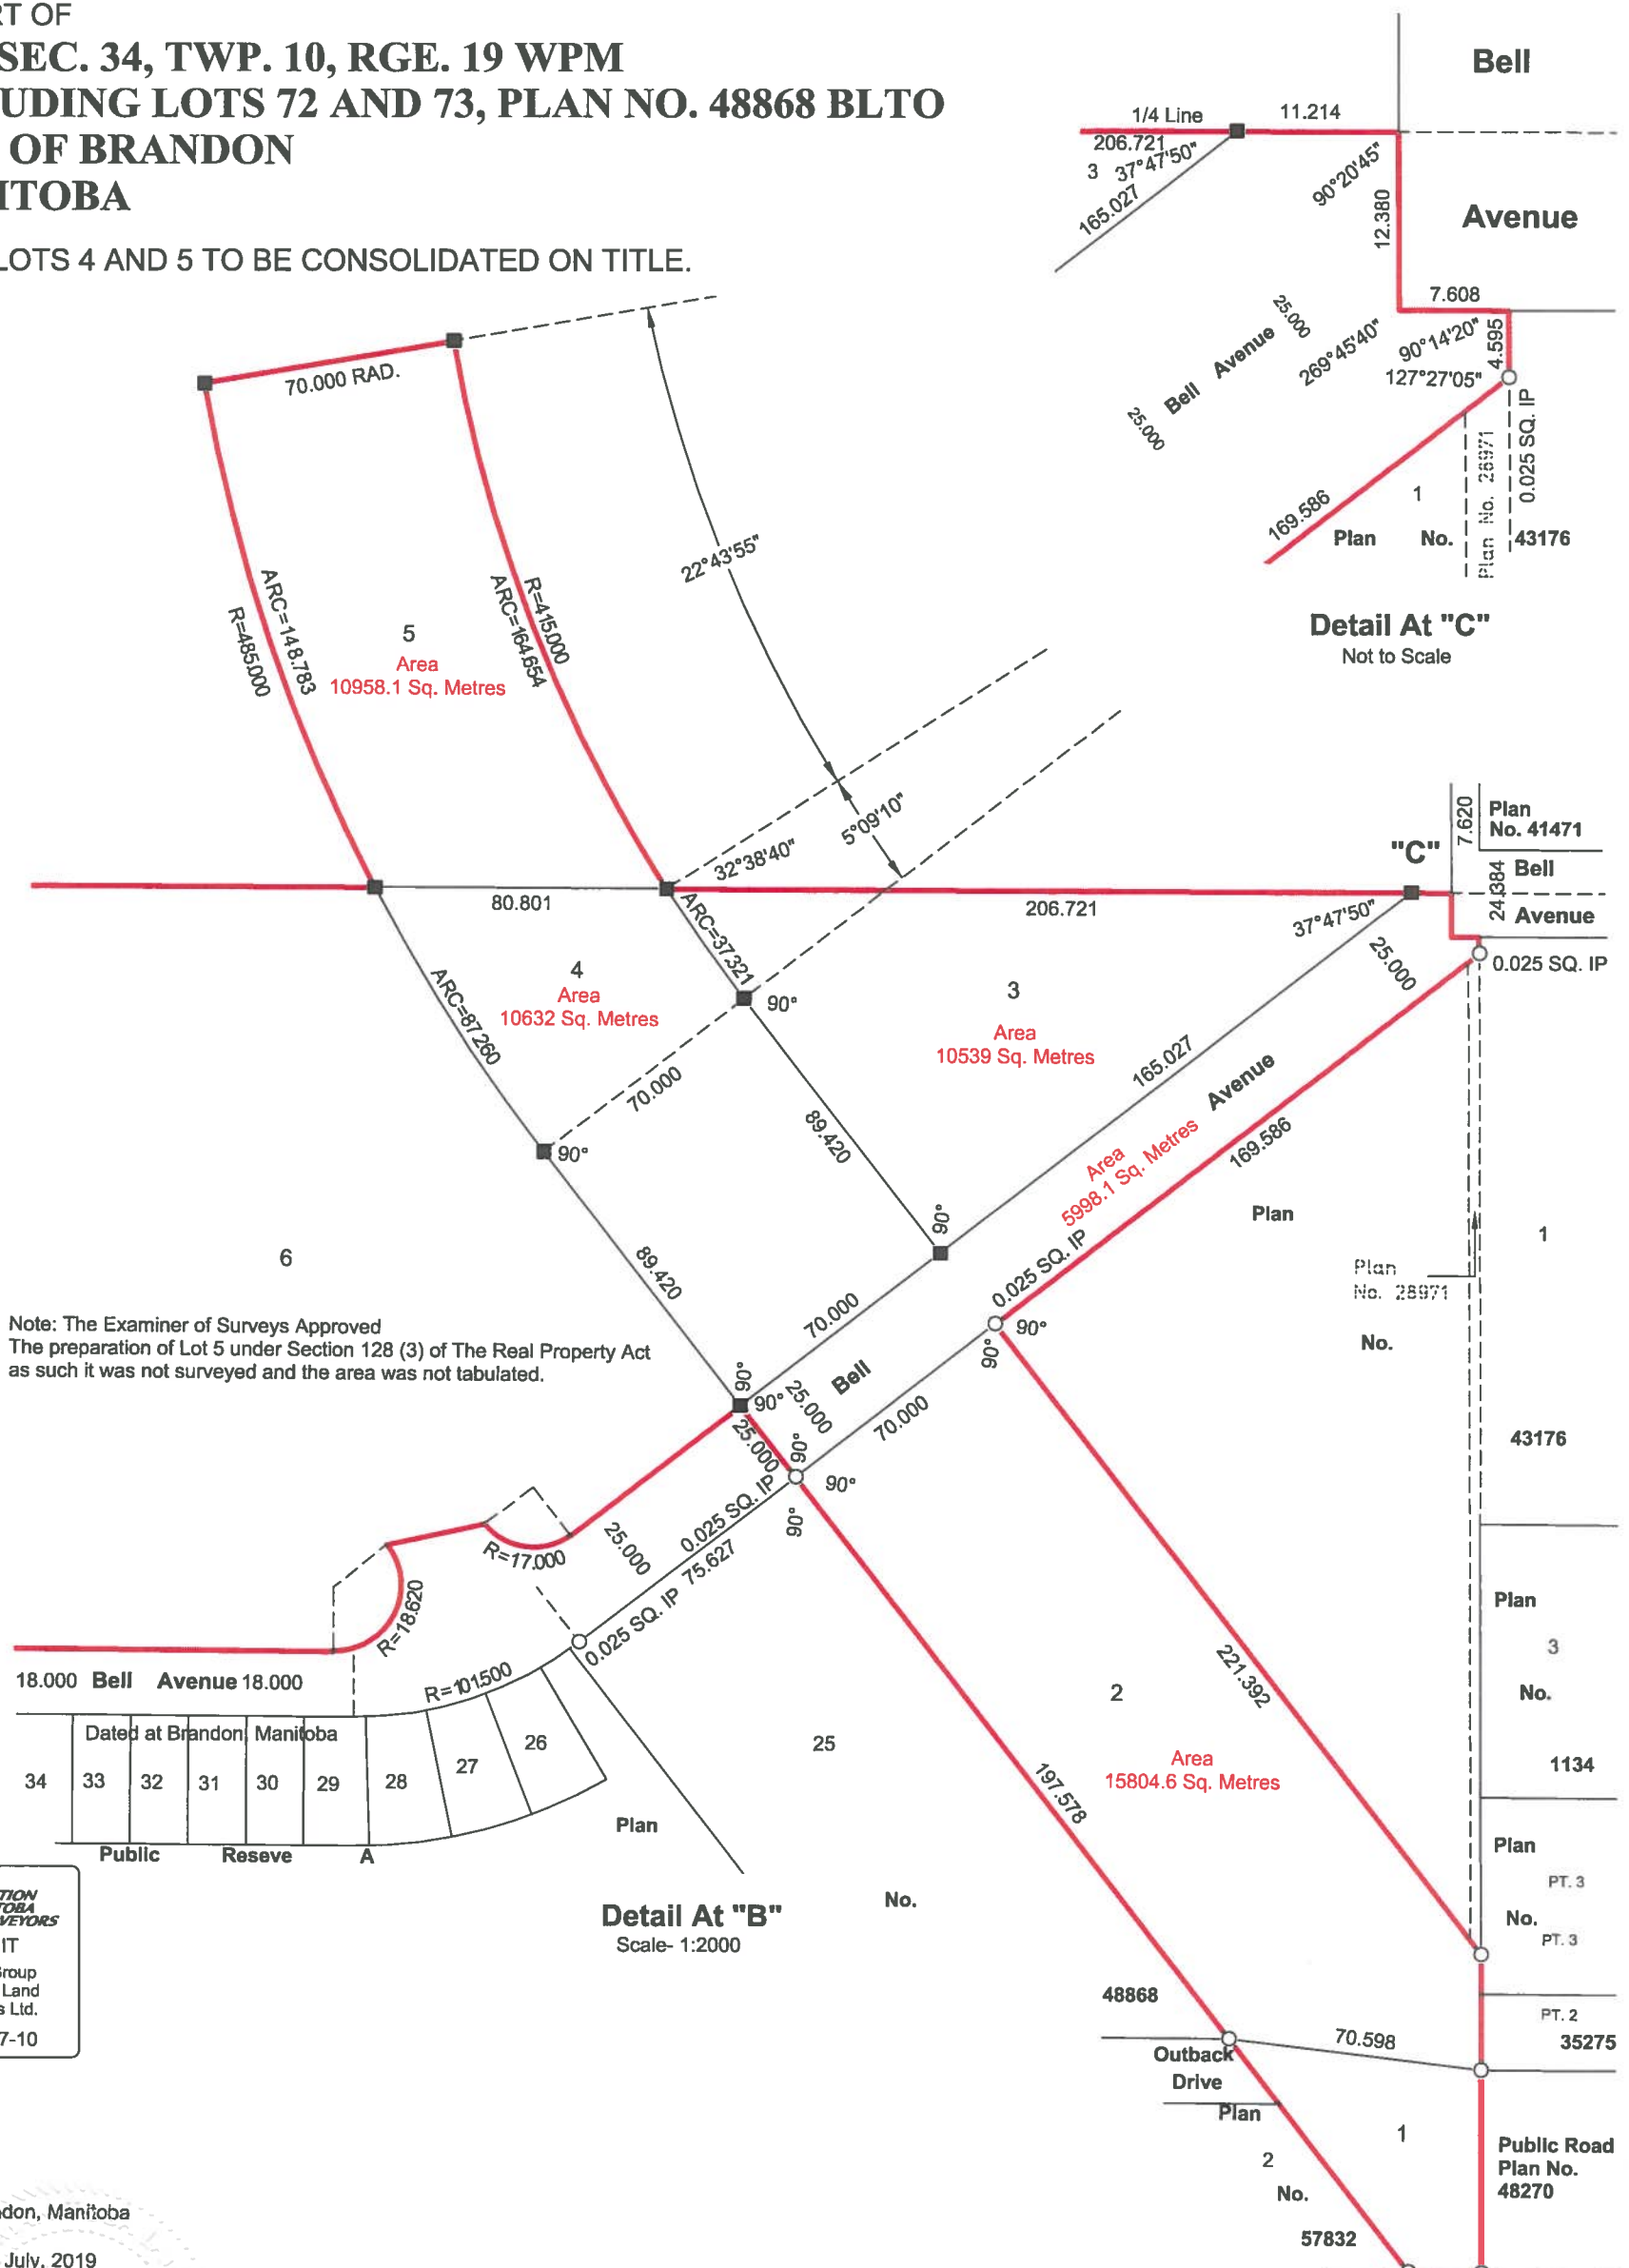 RT OF
SEC. 34, TWP. 10, RGE. 19 WPM
UDING LOTS 72 AND 73, PLAN NO. 48868 BLTO
OF BRANDON
ITOBA
LOTS 4 AND 5 TO BE CONSOLIDATED ON TITLE.
Bell
1/4 Line
11.214
206.721
3
37°47'50"
165.027
90°20'45"
12.380
Avenue
7.608
4.595
90°14'20"
269°45'40"
127°27'05"
25.000
Bell Avenue
25.000
0.025 SQ. IP
169.586
1
Plan No. 28971
Plan No. 43176
Detail At "C"
Not to Scale
70.000 RAD.
22°43'55"
ARC=148.783
R=485.000
R=415.000
ARC=164.654
5
Area
10958.1 Sq. Metres
5°09'10"
32°38'40"
7.620
Plan
No. 41471
"C"
Bell
24.384
Avenue
80.801
206.721
37°47'50"
25.000
0.025 SQ. IP
ARC=37.321
4
Area
10632 Sq. Metres
90°
3
Area
10539 Sq. Metres
ARC=87.260
70.000
165.027
90°
89.420
Avenue
Area
5998.1 Sq. Metres
169.586
90°
Plan
1
6
89.420
0.025 SQ. IP
Plan
No. 28971
Note: The Examiner of Surveys Approved
The preparation of Lot 5 under Section 128 (3) of The Real Property Act
as such it was not surveyed and the area was not tabulated.
70.000
90°
90°
No.
90°
90°
25.000
Bell
25.000
70.000
90°
90°
90°
43176
0.025 SQ. IP
25.000
R=17.000
75.627
0.025 SQ. IP
R=18.620
Plan
3
No.
1134
18.000 Bell Avenue 18.000
R=101.500
221.392
2
Dated at Brandon, Manitoba
34
33
32
31
30
29
28
27
26
25
Area
15804.6 Sq. Metres
197.578
Plan
Public Reseve A
Plan
PT. 3
No.
PT. 3
Detail At "B"
Scale- 1:2000
No.
TION
TOBA
VEYORS
IT
Group
Land
s Ltd.
7-10
48868
PT. 2
35275
70.598
Outback
Drive
Plan
2
No.
57832
1
Public Road
Plan No.
48270
don, Manitoba
July, 2019